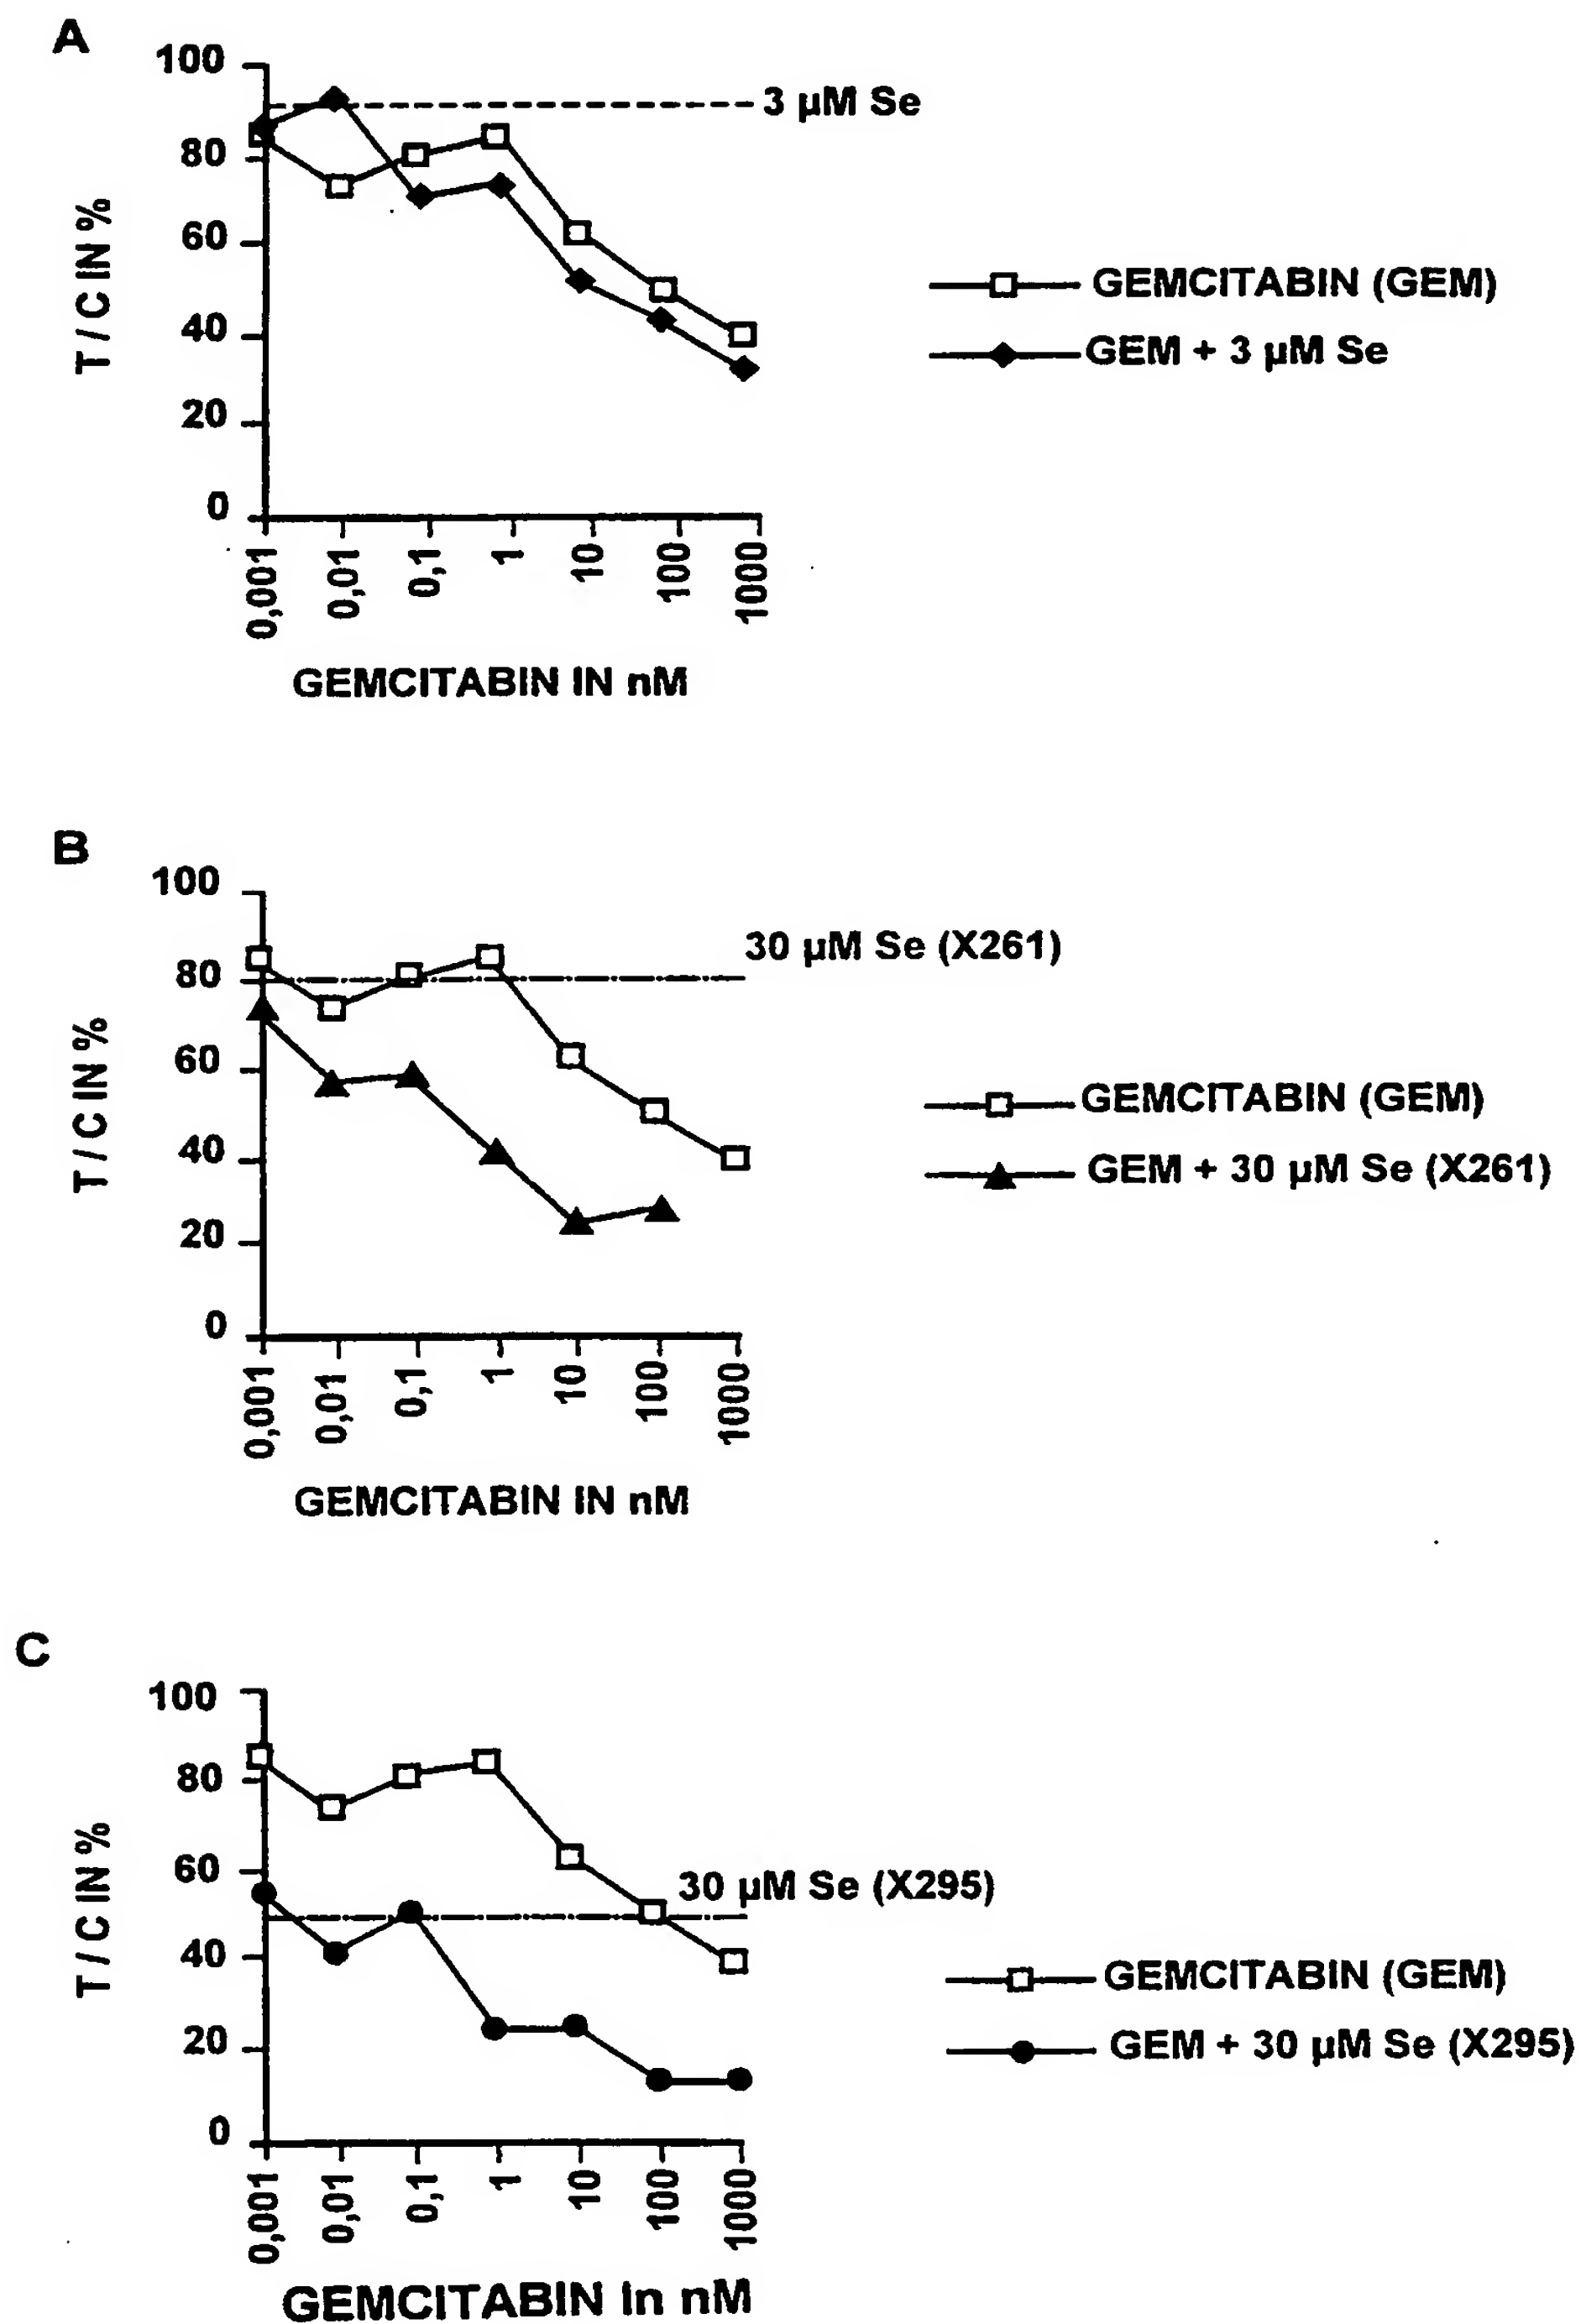 A
100
80
60
40
20
0
T / C IN %
3 µM Se
GEMCITABIN (GEM)
GEM + 3 µM Se
0,001
0,01
0,1
1
10
100
1000
GEMCITABIN IN nM
B
100
80
60
40
20
0
T / C IN %
30 µM Se (X261)
GEMCITABIN (GEM)
GEM + 30 µM Se (X261)
0,001
0,01
0,1
1
10
100
1000
GEMCITABIN IN nM
C
100
80
60
40
20
0
T / C IN %
30 µM Se (X295)
GEMCITABIN (GEM)
GEM + 30 µM Se (X295)
0,001
0,01
0,1
1
10
100
1000
GEMCITABIN In nM